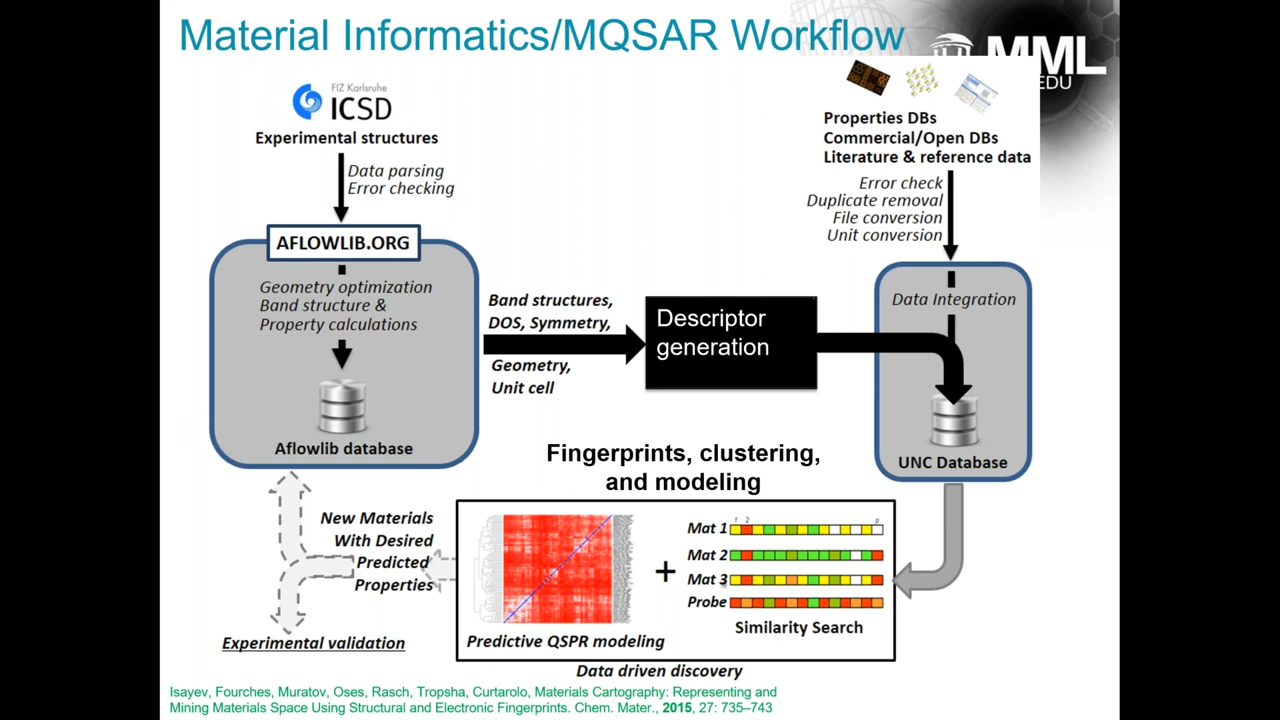 Material Informatics/MQSAR Workflow
MML
EDU
FIZ Karlsruhe
ICSD
Experimental structures
Data parsing
Error checking
AFLOWLIB.ORG
Geometry optimization
Band structure &
Property calculations
Aflowlib database
Band structures,
DOS, Symmetry,
Geometry,
Unit cell
Descriptor
generation
Properties DBs
Commercial/Open DBs
Literature & reference data
Error check
Duplicate removal
File conversion
Unit conversion
Data Integration
UNC Database
Fingerprints, clustering,
and modeling
1 2 p
Mat 1
Mat 2
Mat 3
Probe
+
Predictive QSPR modeling
Similarity Search
Data driven discovery
New Materials
With Desired
Predicted
Properties
Experimental validation
Isayev, Fourches, Muratov, Oses, Rasch, Tropsha, Curtarolo, Materials Cartography: Representing and
Mining Materials Space Using Structural and Electronic Fingerprints. Chem. Mater., 2015, 27: 735–743